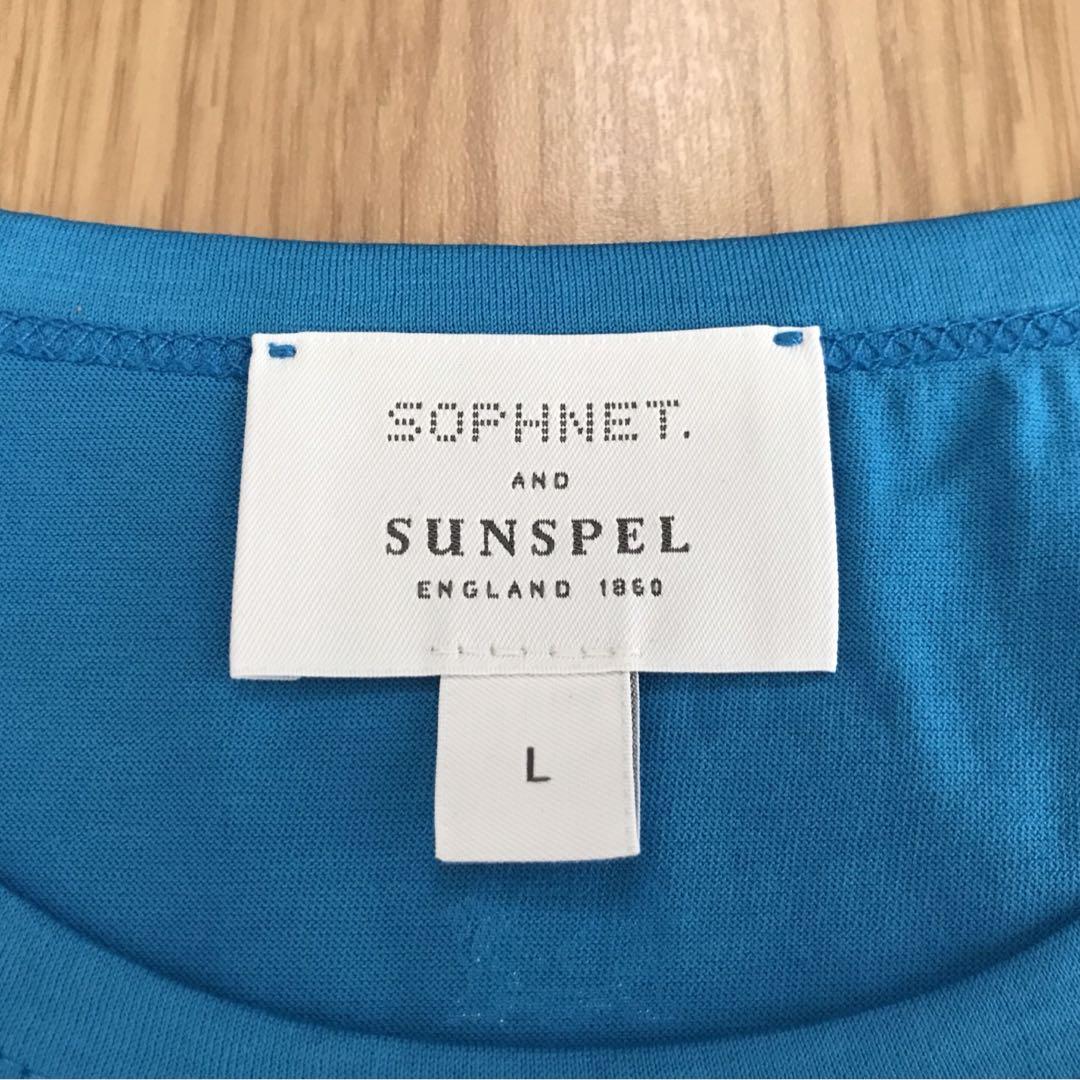 SOPHNET.
AND
SUNSPEL
ENGLAND 1860
L